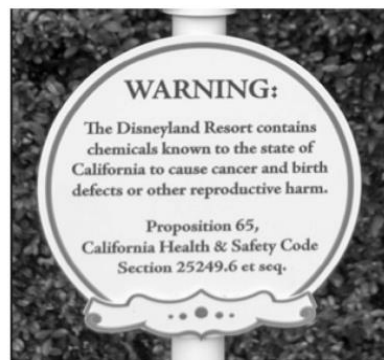 WARNING:
The Disneyland Resort contains
chemicals known to the state of
California to cause cancer and birth
defects or other reproductive harm.
Proposition 65,
California Health & Safety Code
Section 25249.6 et seq.